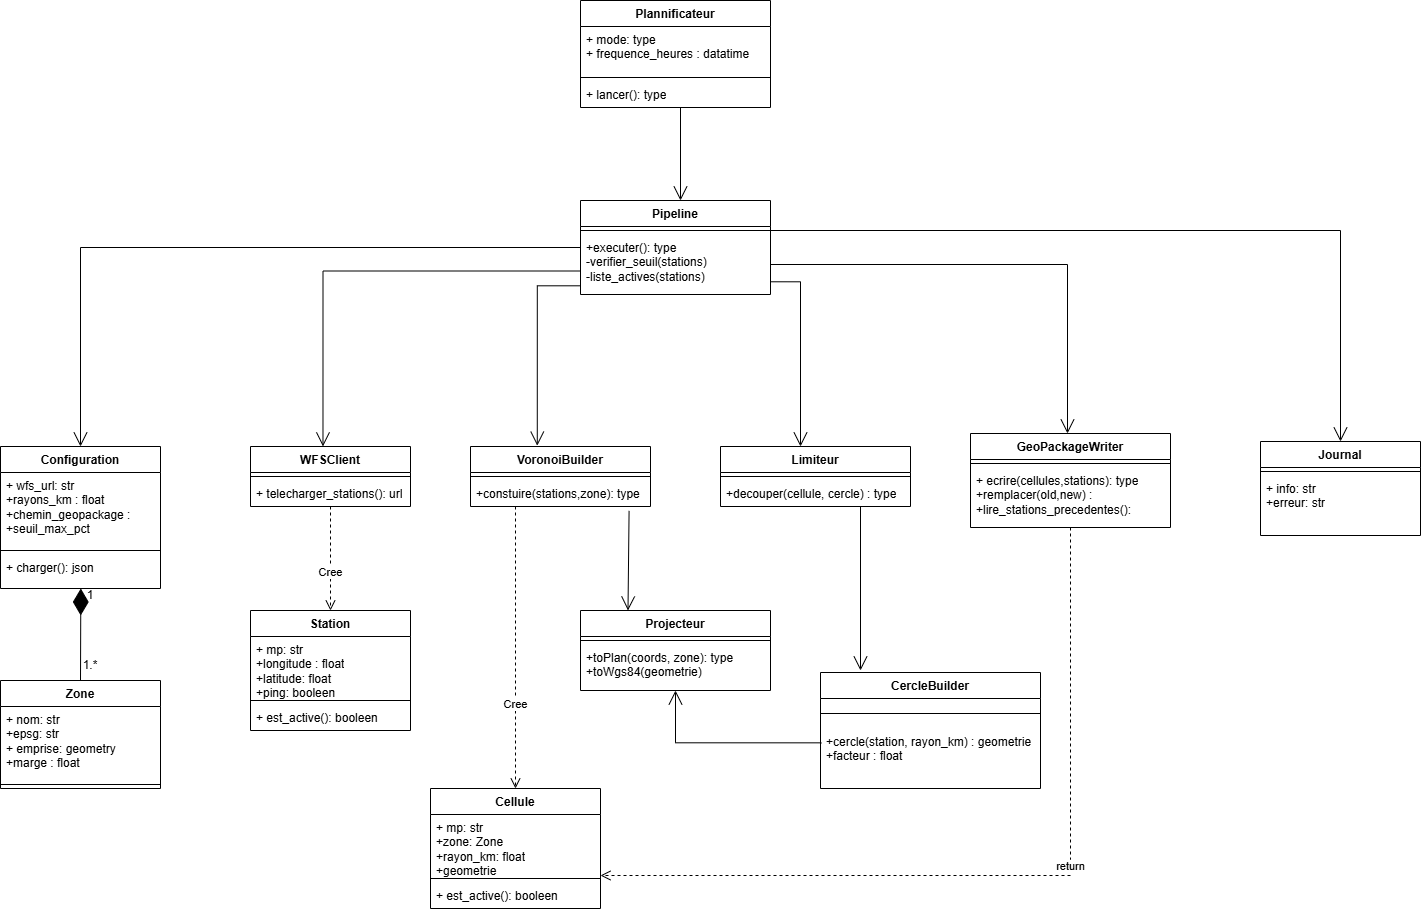 Plannificateur
+ mode: type
+ frequence_heures : datatime
+ lancer(): type
Pipeline
+executer(): type
-verifier_seuil(stations)
-liste_actives(stations)
Configuration
+ wfs_url: str
+rayons_km : float
+chemin_geopackage :
+seuil_max_pct
+ charger(): json
1
1.*
Zone
+ nom: str
+epsg: str
+ emprise: geometry
+marge : float
WFSClient
+ telecharger_stations(): url
Cree
Station
+ mp: str
+longitude : float
+latitude: float
+ping: booleen
+ est_active(): booleen
VoronoiBuilder
+constuire(stations,zone): type
Cree
Cellule
+ mp: str
+zone: Zone
+rayon_km: float
+geometrie
+ est_active(): booleen
Projecteur
+toPlan(coords, zone): type
+toWgs84(geometrie)
Limiteur
+decouper(cellule, cercle) : type
CercleBuilder
+cercle(station, rayon_km) : geometrie
+facteur : float
GeoPackageWriter
+ ecrire(cellules,stations): type
+remplacer(old,new) :
+lire_stations_precedentes():
return
Journal
+ info: str
+erreur: str